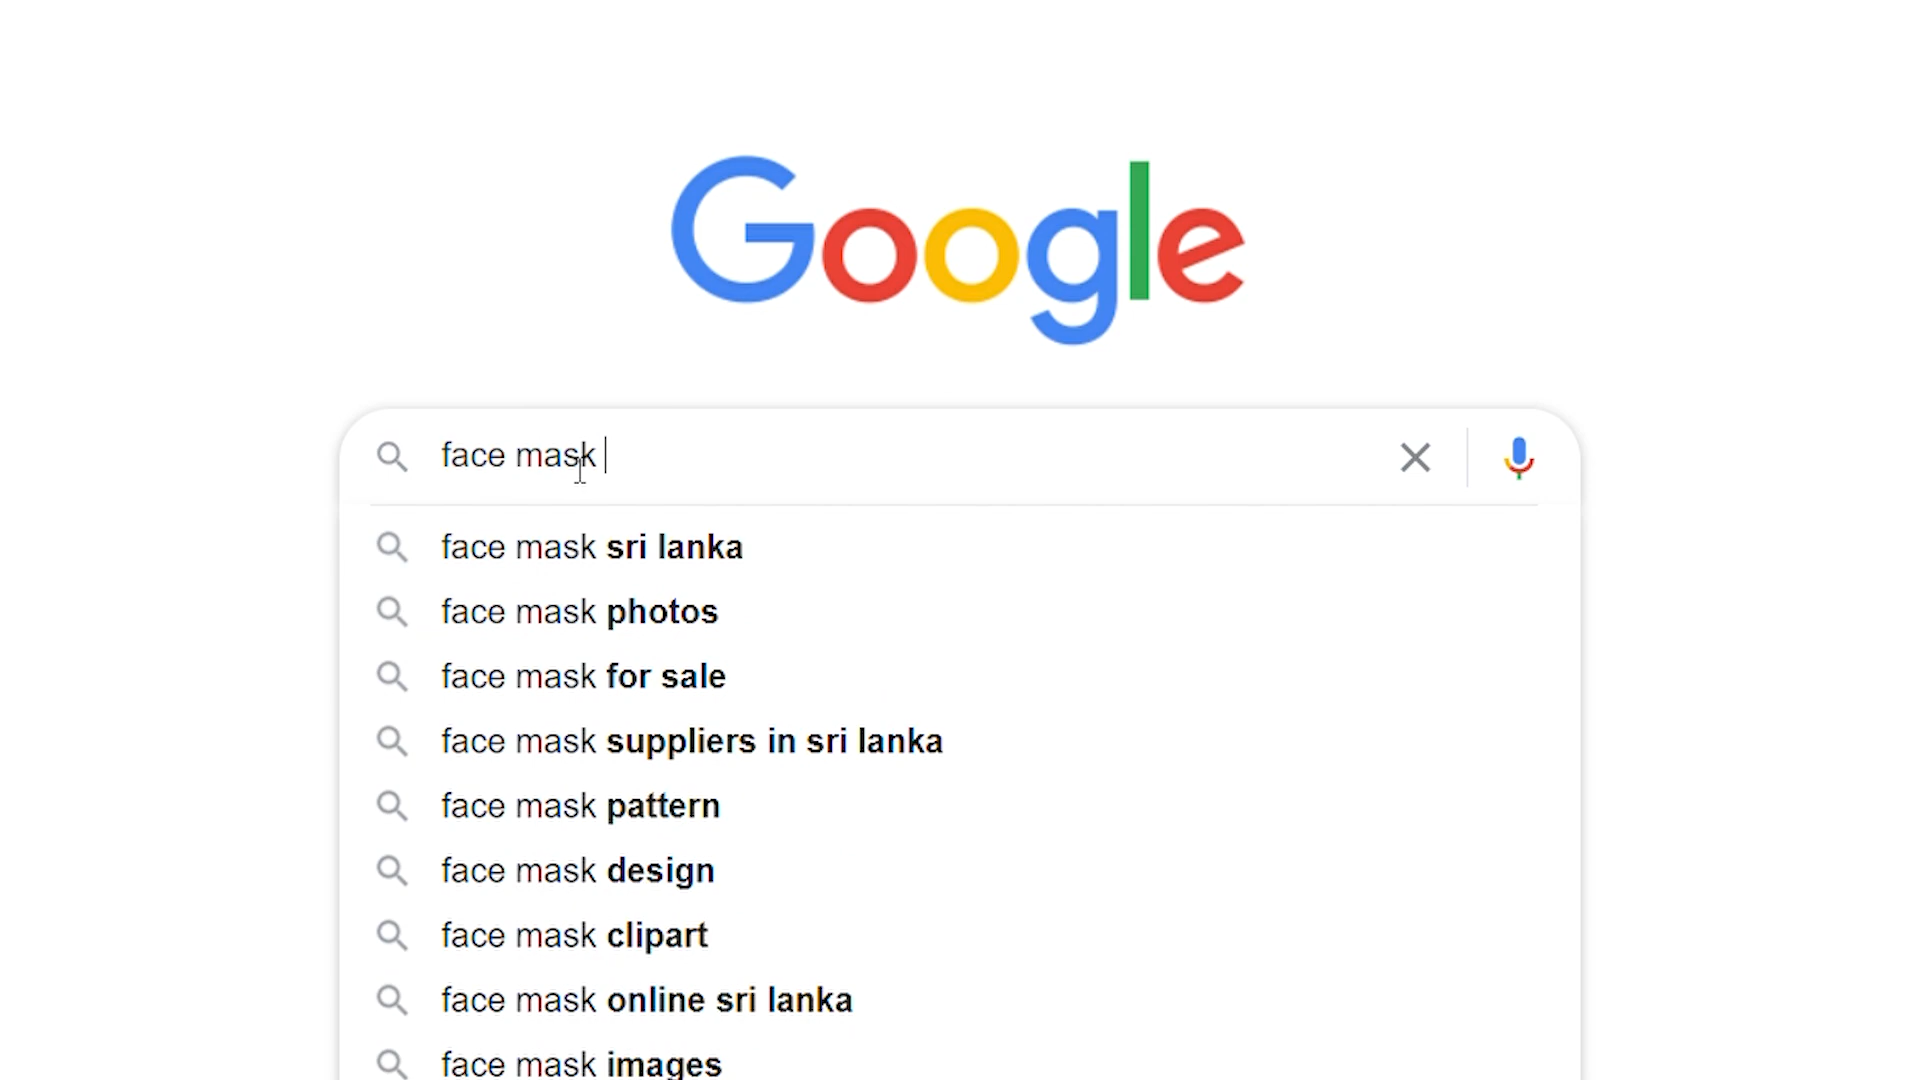 Google
face mask
face mask sri lanka
face mask photos
face mask for sale
face mask suppliers in sri lanka
face mask pattern
face mask design
face mask clipart
face mask online sri lanka
face mask images